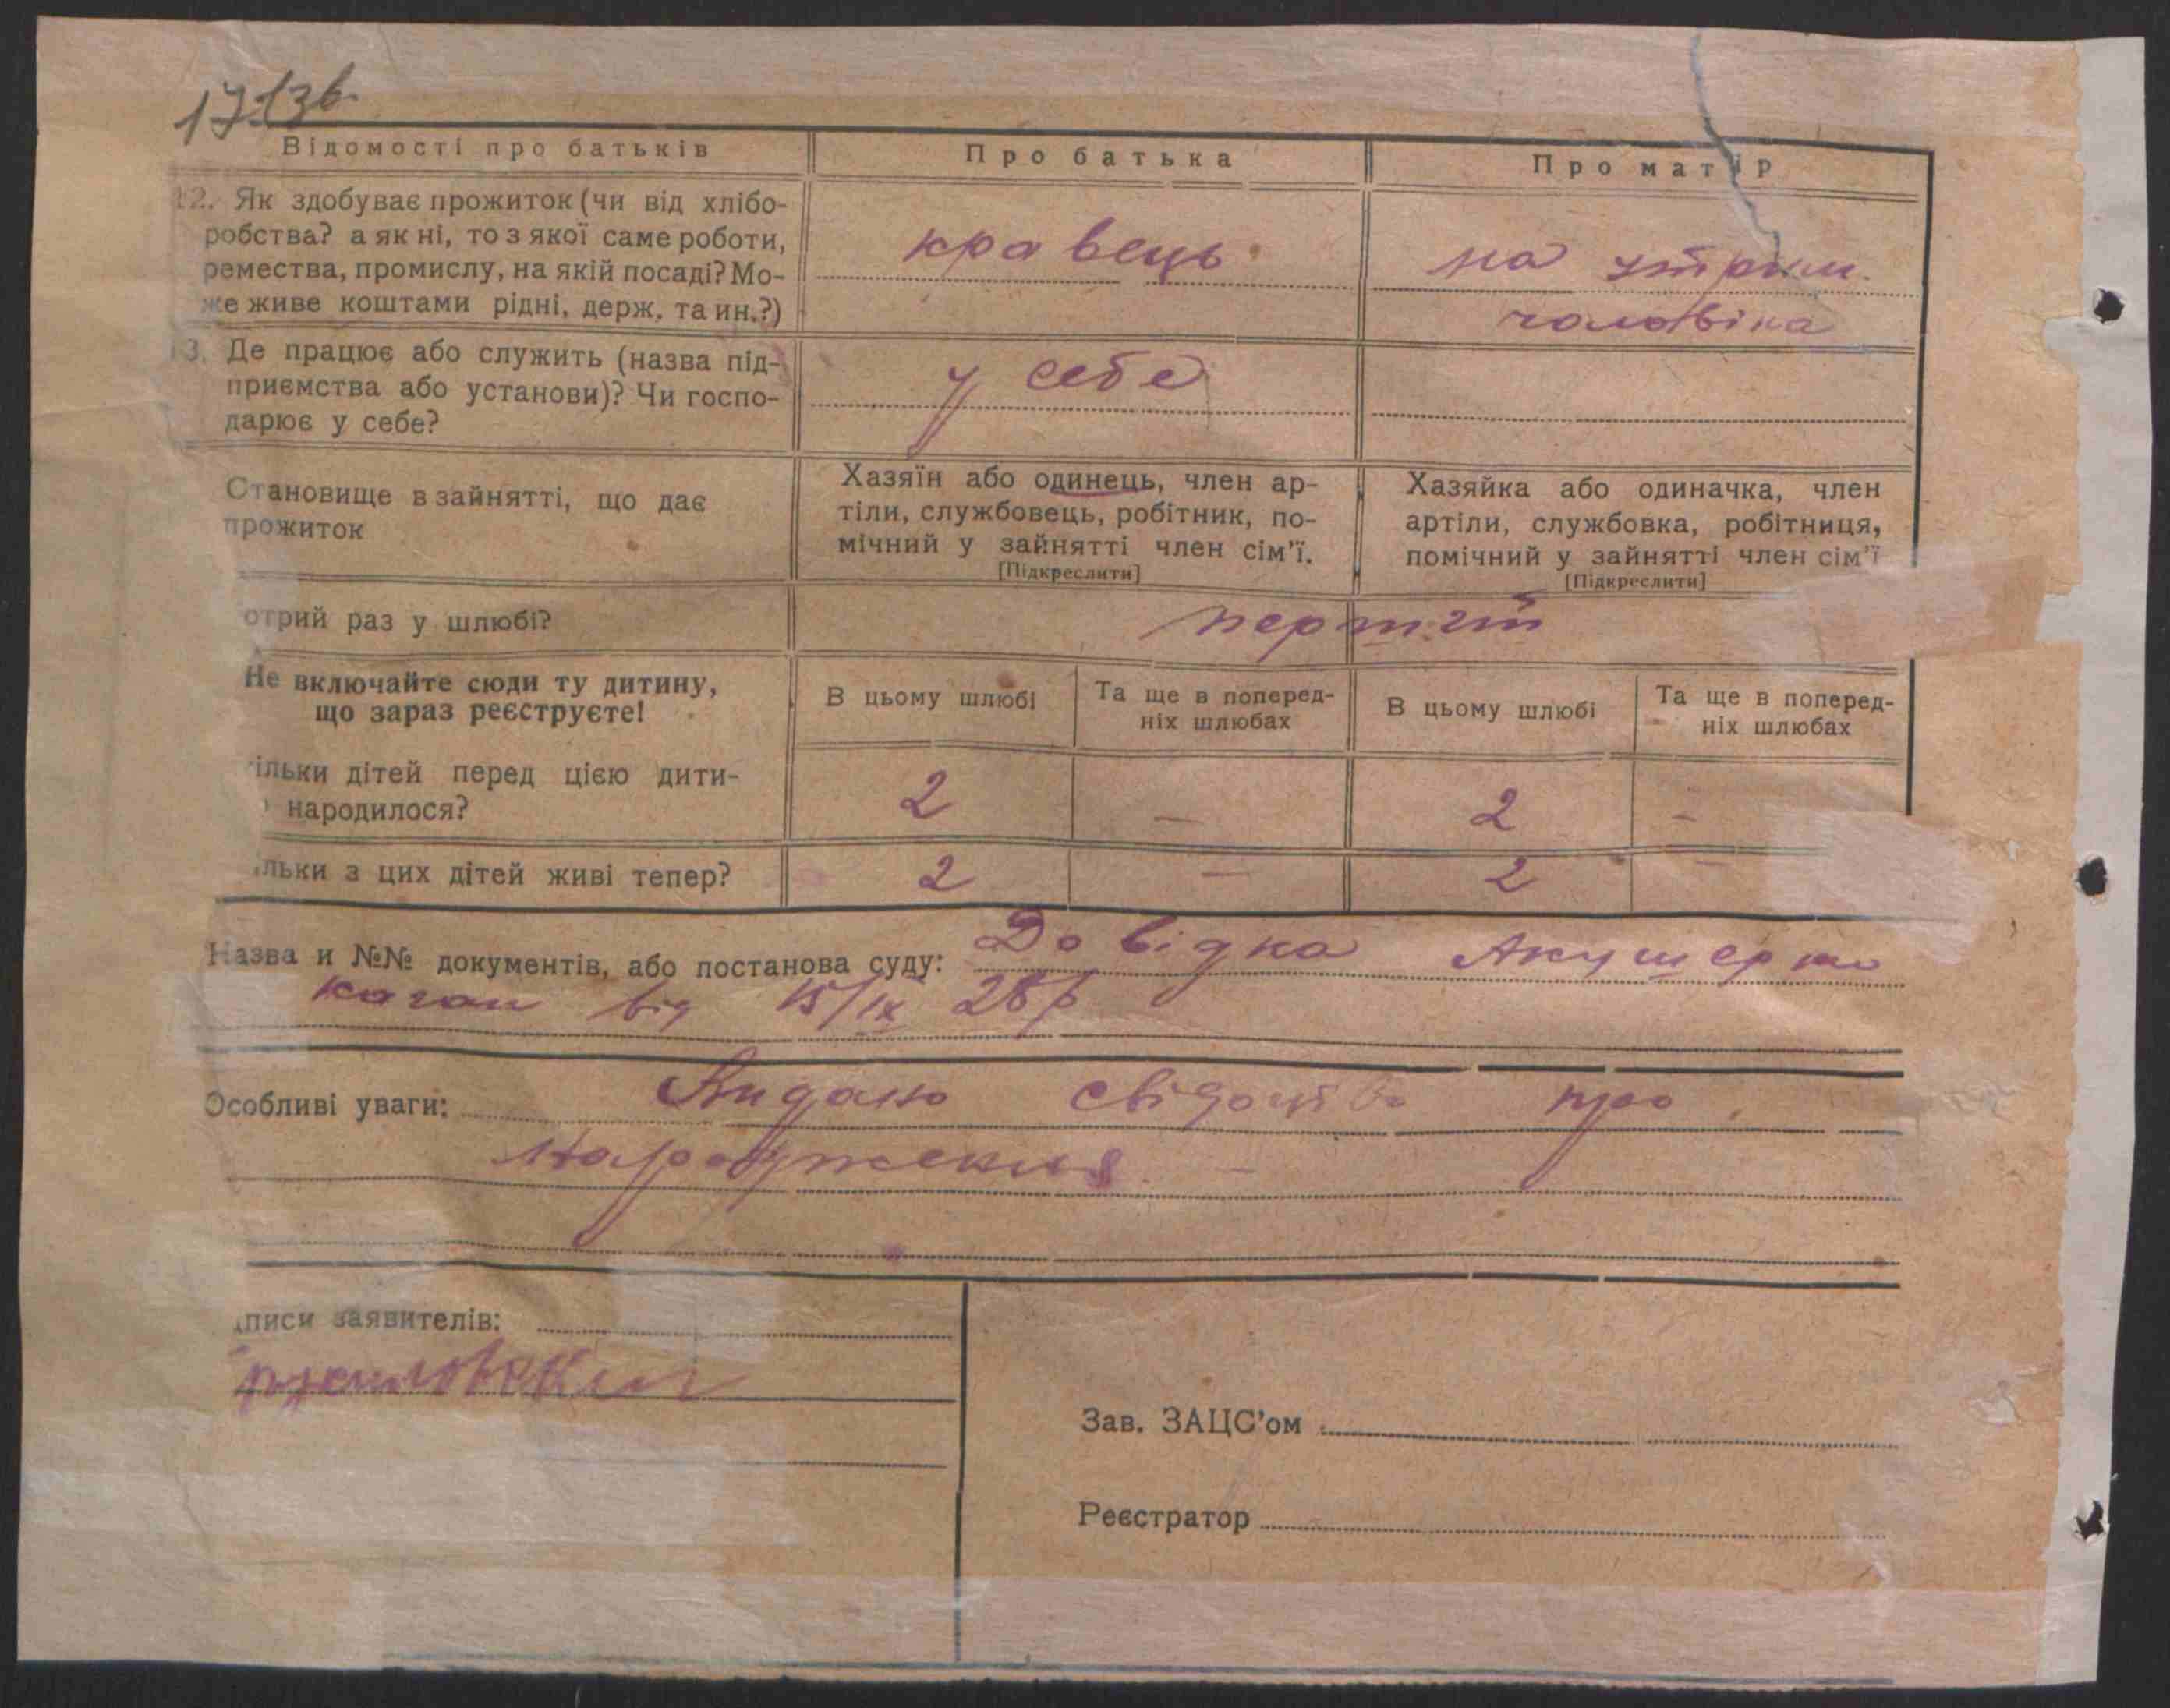 17 13б
Відомості про батьків
Про батька
Про матір
12. Як здобуває прожиток (чи від хлібо-
робства? а як ні, то з якої саме роботи,
ремества, промислу, на якій посаді? Мо-
же живе коштами рідні, держ. та ин.?)
кравець
на утрим.
чоловіка
3. Де працює або служить (назва під-
приємства або установи)? Чи госпо-
дарює у себе?
у себе
Становище в зайнятті, що дає
прожиток
Хазяїн або одинець, член ар-
тіли, службовець, робітник, по-
мічний у зайнятті член сім'ї.
[Підкреслити]
Хазяйка або одиначка, член
артіли, службовка, робітниця,
помічний у зайнятті член сім'ї
[Підкреслити]
отрий раз у шлюбі?
перший
Не включайте сюди ту дитину,
що зараз реєструєте!
В цьому шлюбі
Та ще в поперед-
ніх шлюбах
В цьому шлюбі
Та ще в поперед-
ніх шлюбах
ільки дітей перед цією дити-
народилося?
2 — 2 -
льки з цих дітей живі тепер?
2 — 2 —
Назва и №№ документів, або постанова суду: Довідка Акушерки
Каган від 15/IX 28р
Особливі уваги: Видано свідоцтво про
народження —
писи заявителів:
Зав. ЗАЦС'ом
Реєстратор